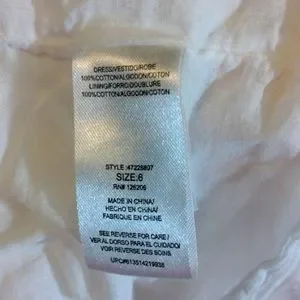 DRESS/VESTIDO/ROBE
100%COTTON/ALGODON/COTON
LINING/FORRO/DOUBLURE
100%COTTON/ALGODON/COTON
STYLE:47225807
SIZE:6
RN# 126206
MADE IN CHINA/
HECHO EN CHINA/
FABRIQUE EN CHINE
SEE REVERSE FOR CARE/
VER AL DORSO PARA EL CUIDADO/
VOIR REVERSE DES SOINS
UPC#613514219938